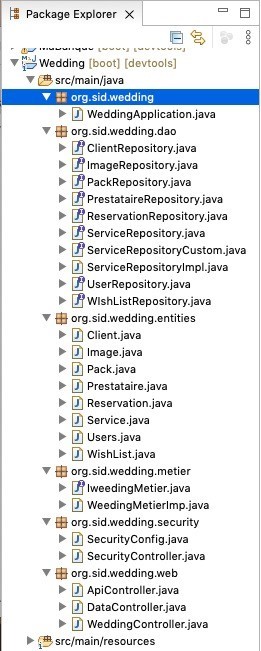 Package Explorer
MaBanque [boot] [devtools]
Wedding [boot] [devtools]
src/main/java
org.sid.wedding
WeddingApplication.java
org.sid.wedding.dao
ClientRepository.java
ImageRepository.java
PackRepository.java
PrestataireRepository.java
ReservationRepository.java
ServiceRepository.java
ServiceRepositoryCustom.java
ServiceRepositoryImpl.java
UserRepository.java
WIshListRepository.java
org.sid.wedding.entities
Client.java
Image.java
Pack.java
Prestataire.java
Reservation.java
Service.java
Users.java
WishList.java
org.sid.wedding.metier
IweedingMetier.java
WeedingMetierImp.java
org.sid.wedding.security
SecurityConfig.java
SecurityController.java
org.sid.wedding.web
ApiController.java
DataController.java
WeddingController.java
src/main/resources